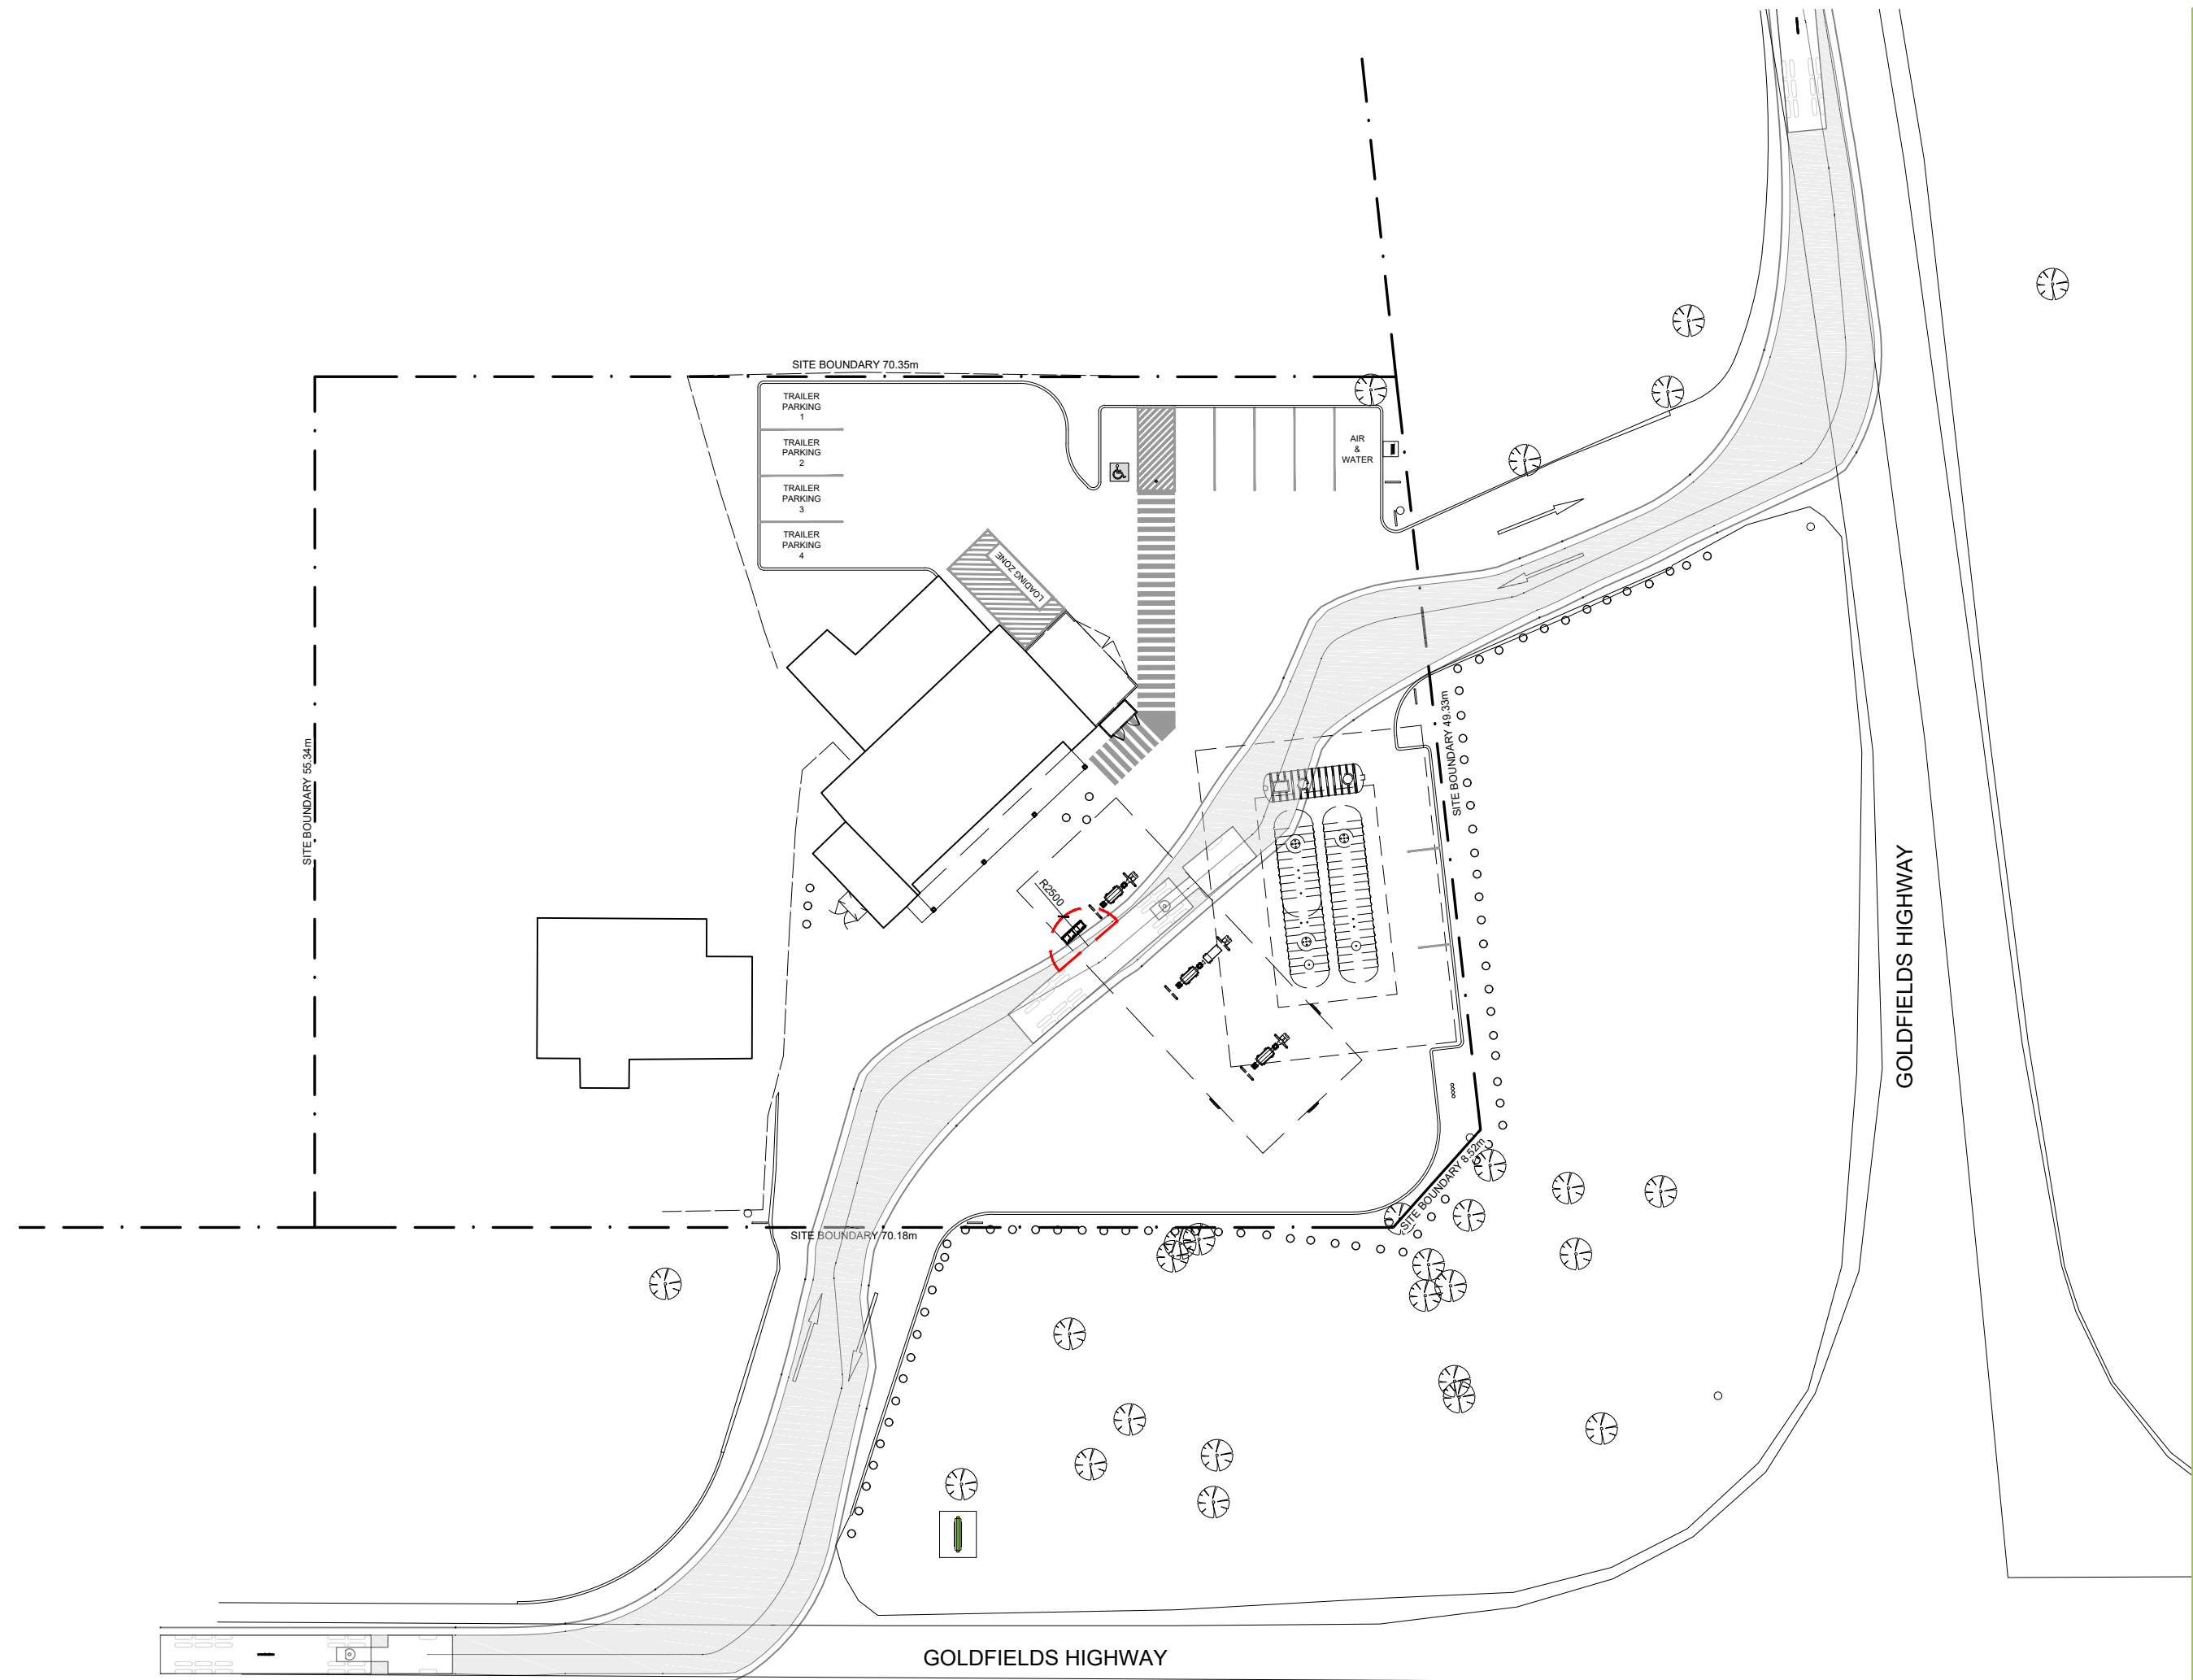 SITE BOUNDARY 70.35m
TRAILER
PARKING
1
TRAILER
PARKING
2
TRAILER
PARKING
3
TRAILER
PARKING
4
AIR
&
WATER
LOADING ZONE
SITE BOUNDARY 55.34m
SITE BOUNDARY 49.33m
R2500
GOLDFIELDS HIGHWAY
SITE BOUNDARY 8.52m
SITE BOUNDARY 70.18m
GOLDFIELDS HIGHWAY